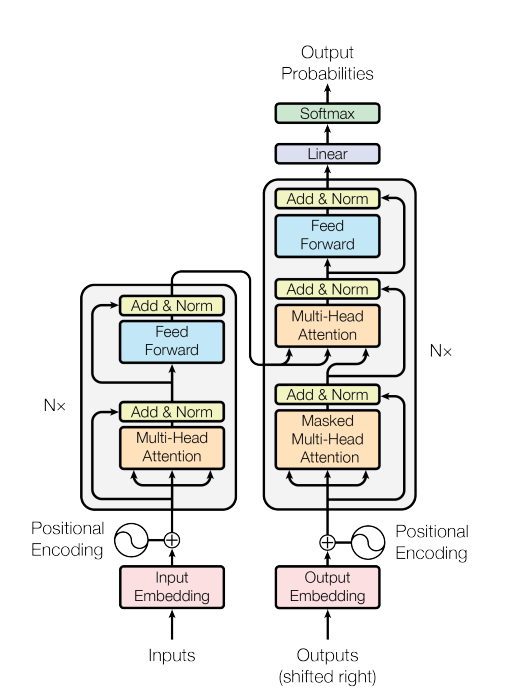 Output
Probabilities
Softmax
Linear
Add & Norm
Feed
Forward
Add & Norm
Multi-Head
Attention
Add & Norm
Masked
Multi-Head
Attention
N×
Add & Norm
Feed
Forward
Add & Norm
Multi-Head
Attention
N×
Positional
Encoding
Positional
Encoding
Input
Embedding
Output
Embedding
Inputs
Outputs
(shifted right)